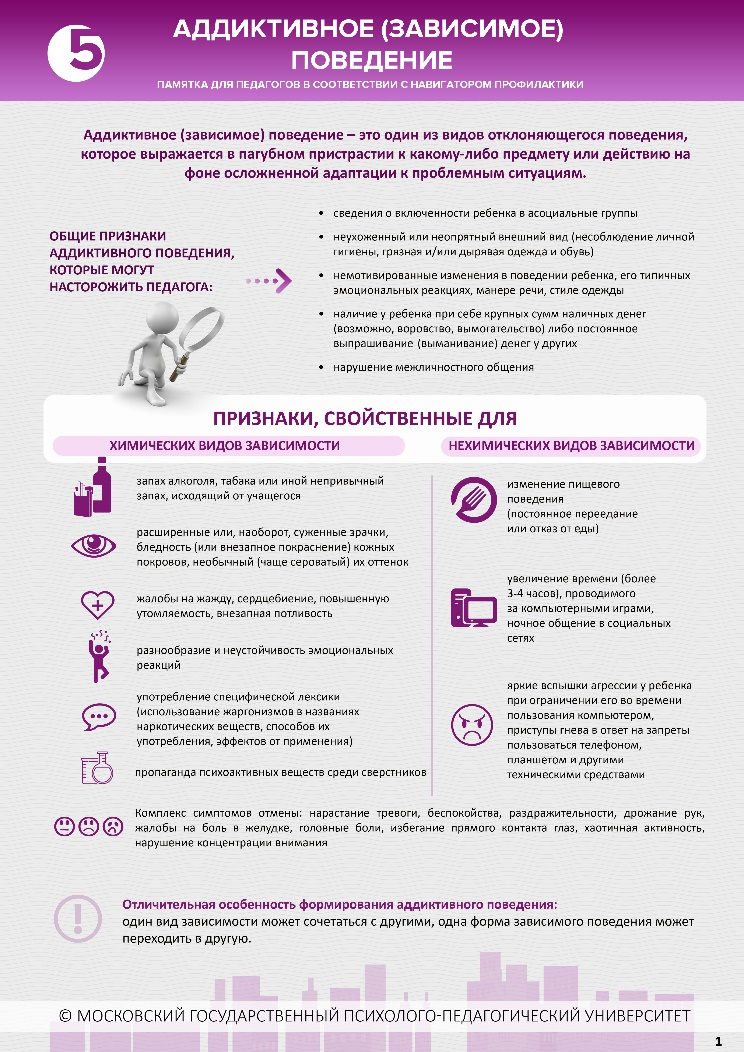 5
АДДИКТИВНОЕ (ЗАВИСИМОЕ)
ПОВЕДЕНИЕ
ПАМЯТКА ДЛЯ ПЕДАГОГОВ В СООТВЕТСТВИИ С НАВИГАТОРОМ ПРОФИЛАКТИКИ
Аддиктивное (зависимое) поведение – это один из видов отклоняющегося поведения,
которое выражается в пагубном пристрастии к какому-либо предмету или действию на
фоне осложненной адаптации к проблемным ситуациям.
ОБЩИЕ ПРИЗНАКИ
АДДИКТИВНОГО ПОВЕДЕНИЯ,
КОТОРЫЕ МОГУТ
НАСТОРОЖИТЬ ПЕДАГОГА:
• сведения о включенности ребенка в асоциальные группы
• неухоженный или неопрятный внешний вид (несоблюдение личной
гигиены, грязная и/или дырявая одежда и обувь)
• немотивированные изменения в поведении ребенка, его типичных
эмоциональных реакциях, манере речи, стиле одежды
• наличие у ребенка при себе крупных сумм наличных денег
(возможно, воровство, вымогательство) либо постоянное
выпрашивание (выманивание) денег у других
• нарушение межличностного общения
ПРИЗНАКИ, СВОЙСТВЕННЫЕ ДЛЯ
ХИМИЧЕСКИХ ВИДОВ ЗАВИСИМОСТИ
запах алкоголя, табака или иной непривычный
запах, исходящий от учащегося
расширенные или, наоборот, суженные зрачки,
бледность (или внезапное покраснение) кожных
покровов, необычный (чаще сероватый) их оттенок
жалобы на жажду, сердцебиение, повышенную
утомляемость, внезапная потливость
разнообразие и неустойчивость эмоциональных
реакций
употребление специфической лексики
(использование жаргонизмов в названиях
наркотических веществ, способов их
употребления, эффектов от применения)
пропаганда психоактивных веществ среди сверстников
НЕХИМИЧЕСКИХ ВИДОВ ЗАВИСИМОСТИ
изменение пищевого
поведения
(постоянное переедание
или отказ от еды)
увеличение времени (более
3-4 часов), проводимого
за компьютерными играми,
ночное общение в социальных
сетях
яркие вспышки агрессии у ребенка
при ограничении его во времени
пользования компьютером,
приступы гнева в ответ на запреты
пользоваться телефоном,
планшетом и другими
техническими средствами
Комплекс симптомов отмены: нарастание тревоги, беспокойства, раздражительности, дрожание рук,
жалобы на боль в желудке, головные боли, избегание прямого контакта глаз, хаотичная активность,
нарушение концентрации внимания
Отличительная особенность формирования аддиктивного поведения:
один вид зависимости может сочетаться с другими, одна форма зависимого поведения может
переходить в другую.
© МОСКОВСКИЙ ГОСУДАРСТВЕННЫЙ ПСИХОЛОГО-ПЕДАГОГИЧЕСКИЙ УНИВЕРСИТЕТ
1